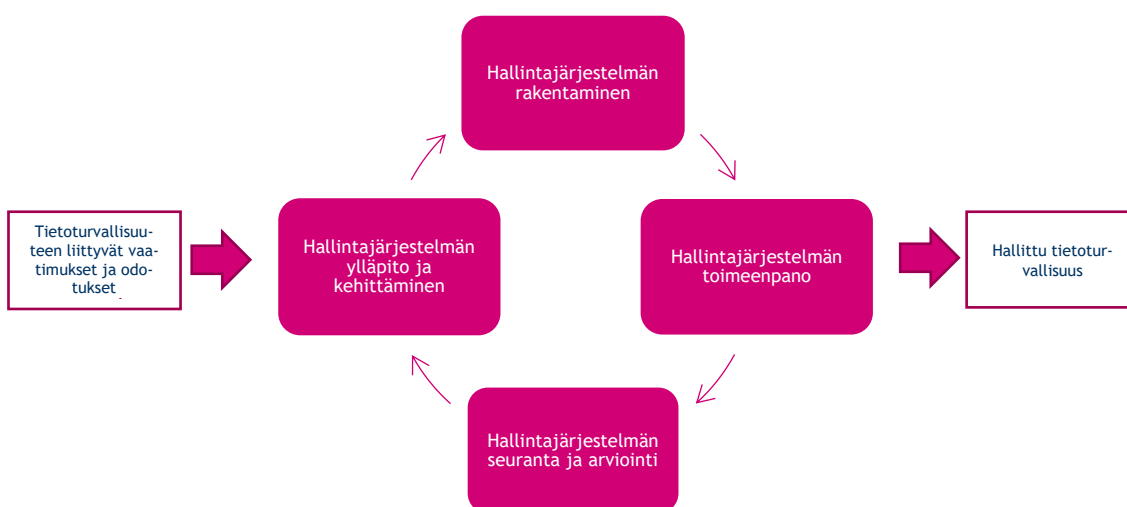 Hallintajärjestelmän
rakentaminen
Tietoturvallisuu-
teen liittyvät vaa-
timukset ja odo-
tukset
Hallintajärjestelmän
ylläpito ja
kehittäminen
Hallintajärjestelmän
toimeenpano
Hallittu tietotur-
vallisuus
Hallintajärjestelmän
seuranta ja arviointi